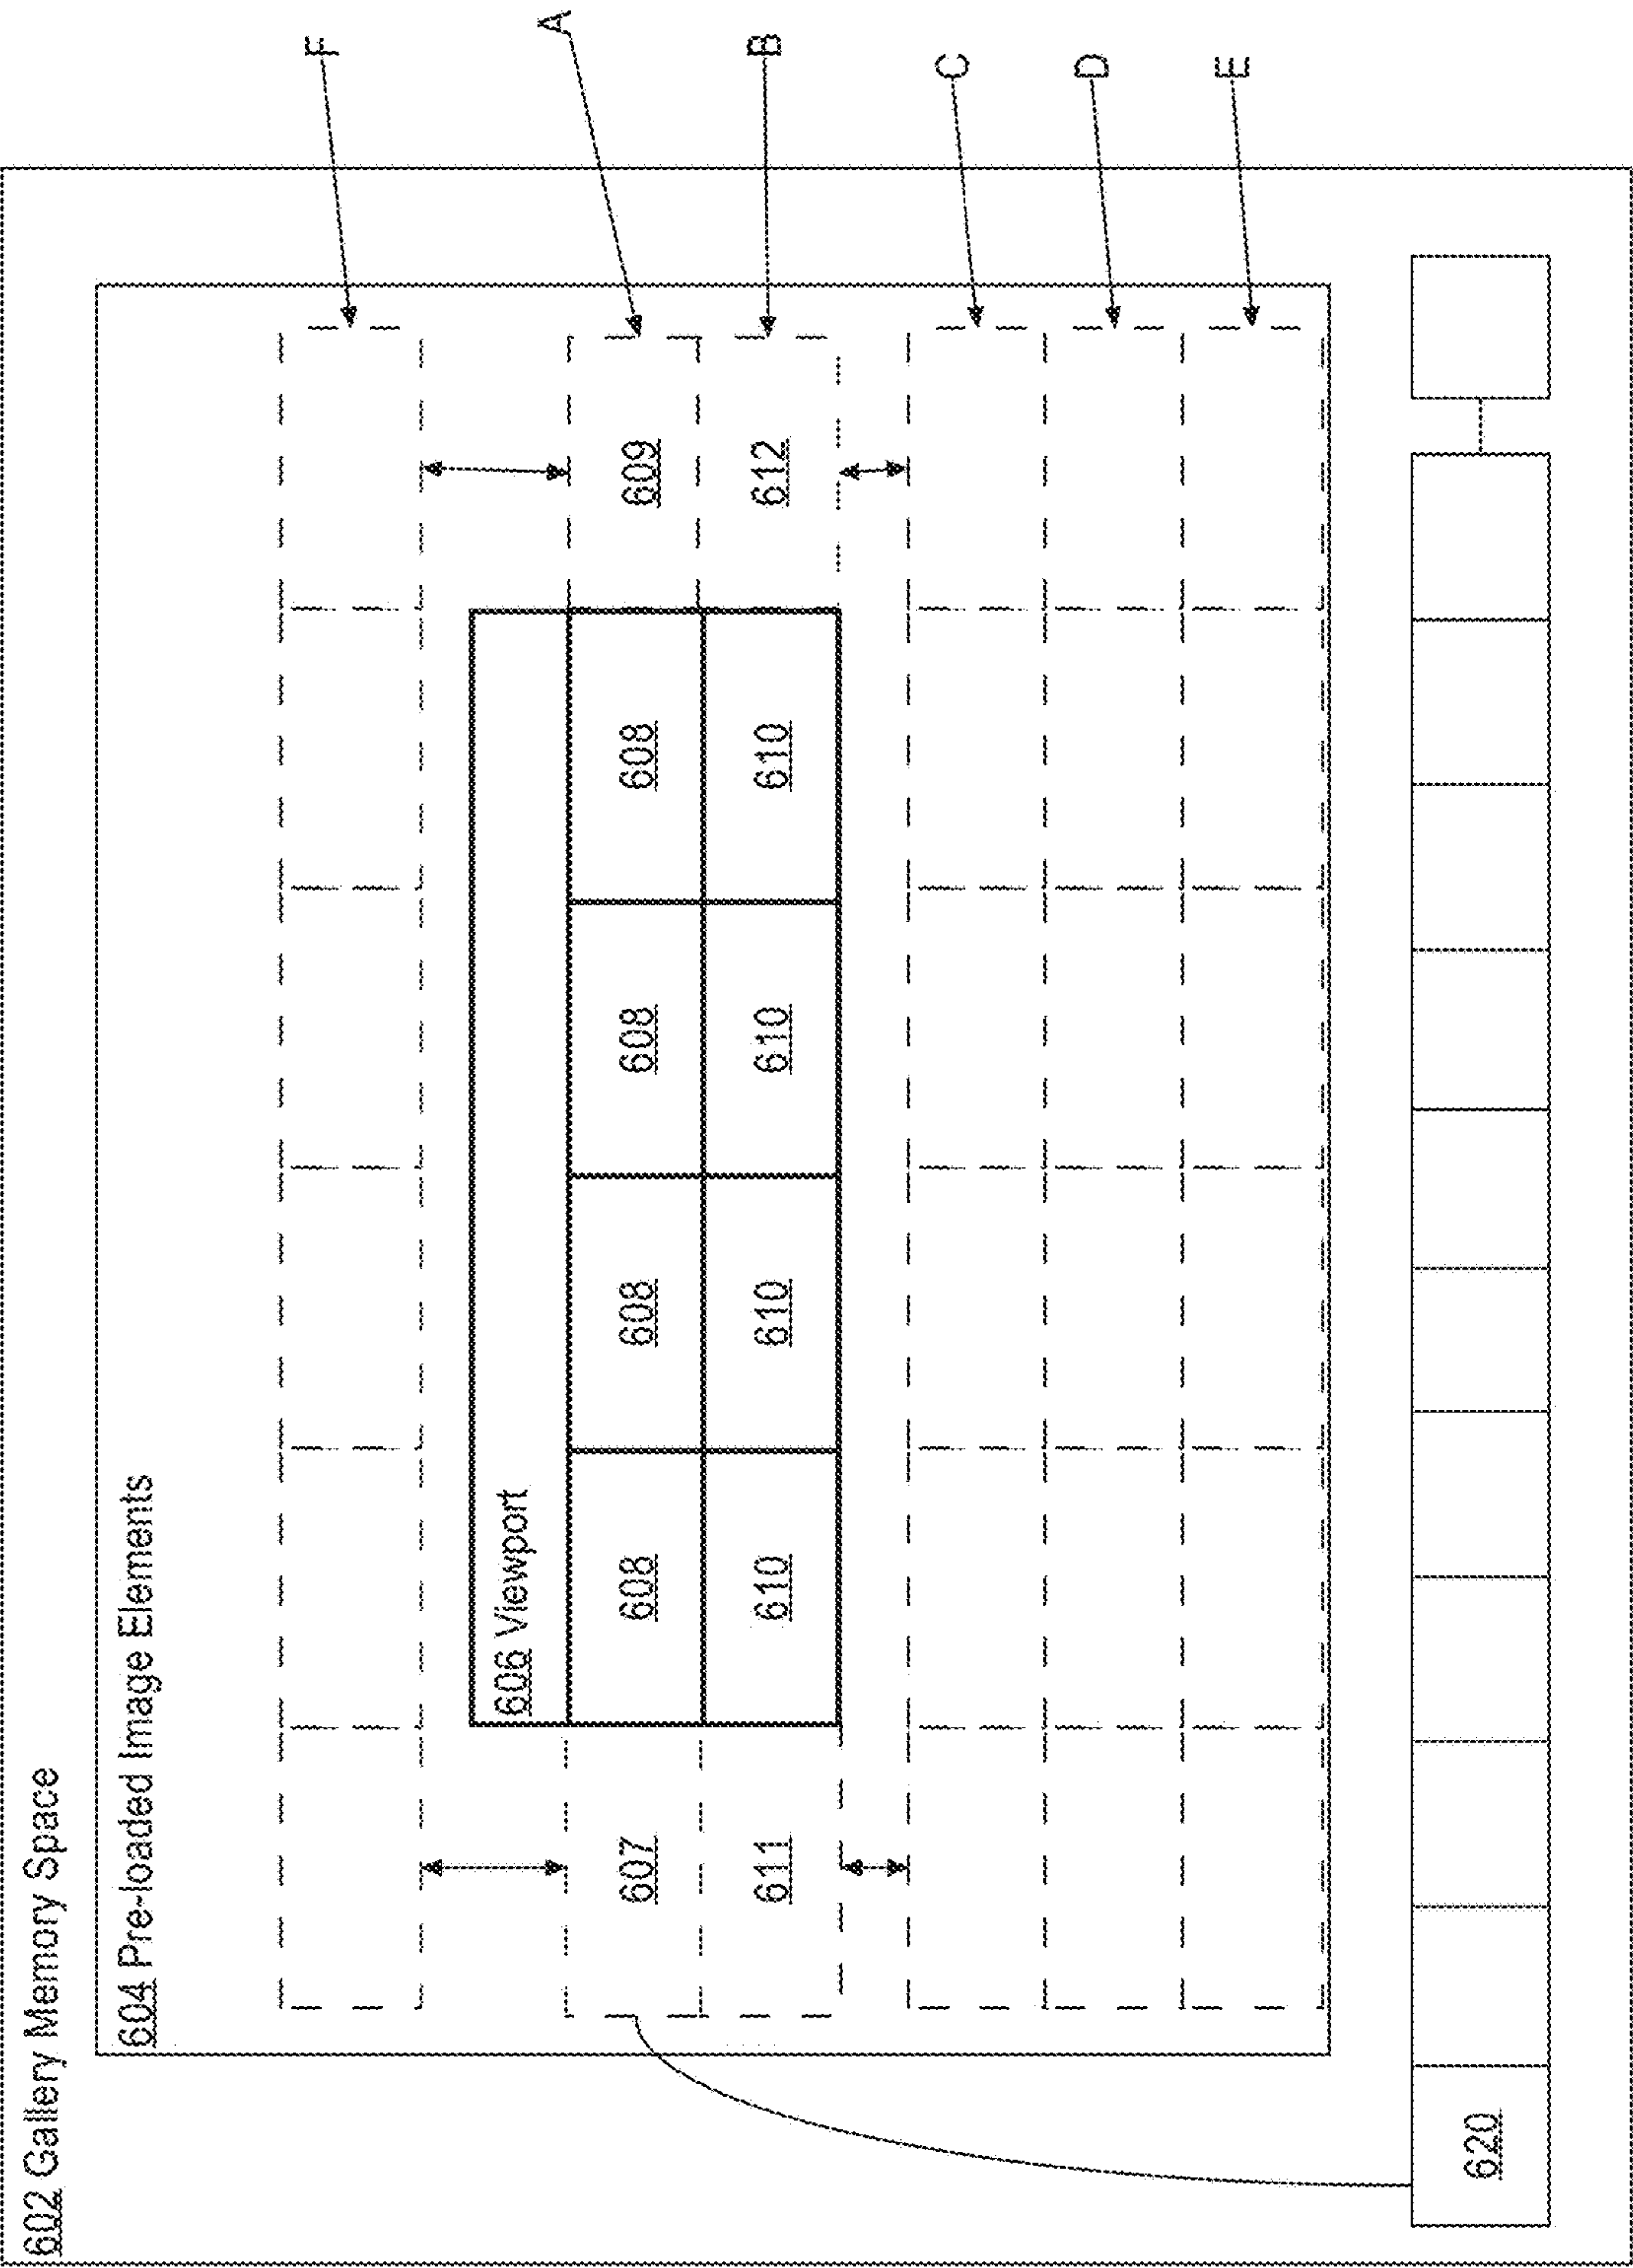 602 Gallery Memory Space
604 Pre-loaded Image Elements
F
606 Viewport
A
607 608 608 608 608 609
B
611 610 610 610 610 612
C
D
E
620